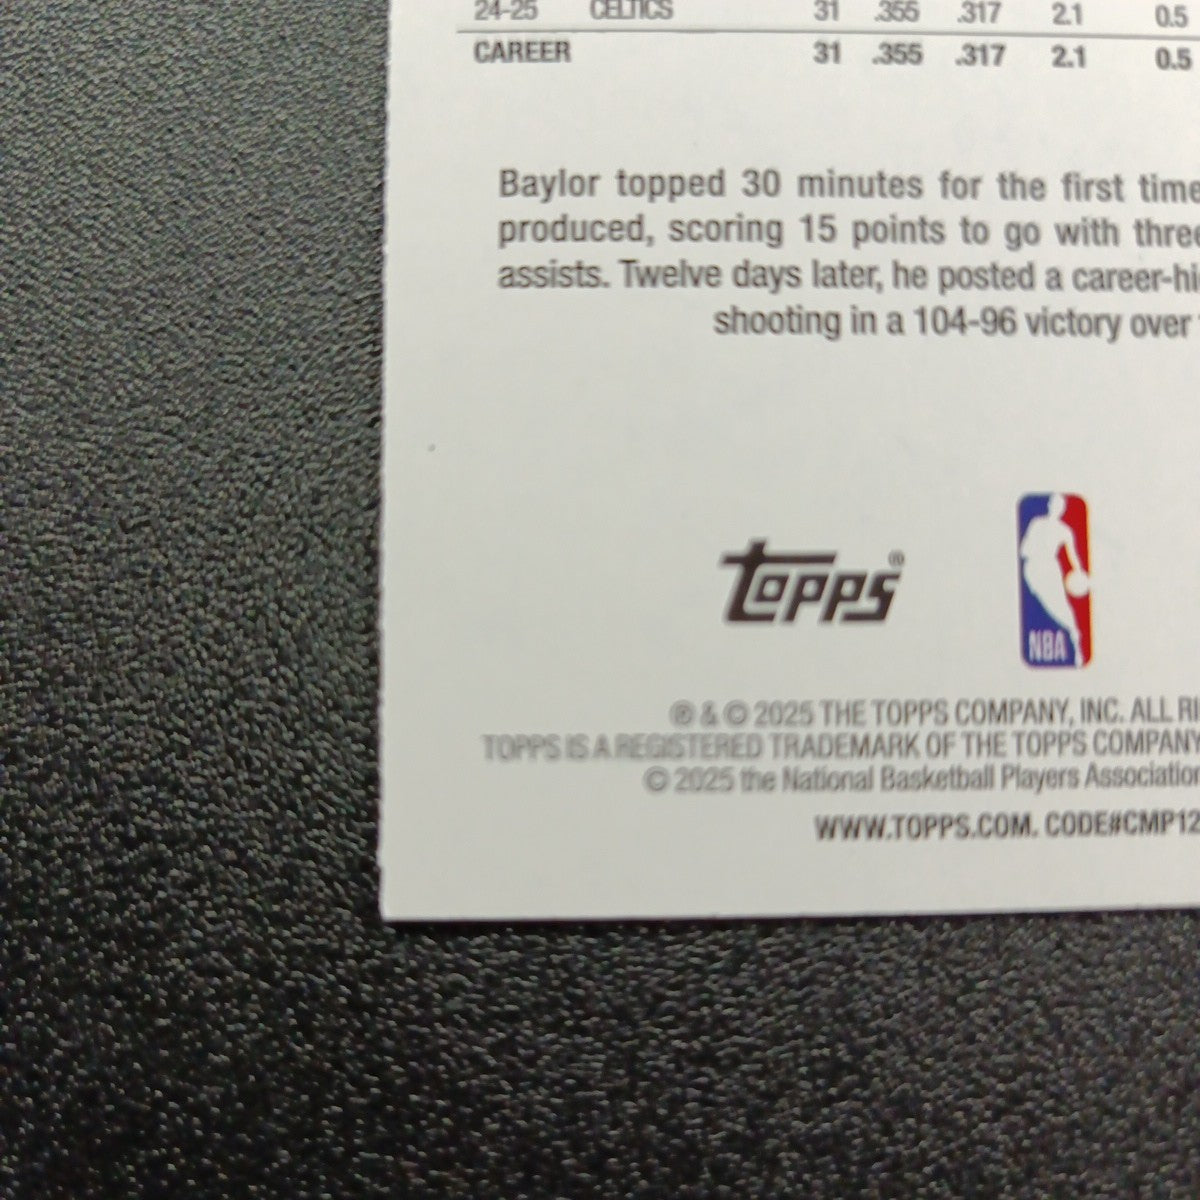 24-25 CELTICS 31 .355 .317 2.1 0.5
CAREER 31 .355 .317 2.1 0.5
Baylor topped 30 minutes for the first time
produced, scoring 15 points to go with three
assists. Twelve days later, he posted a career-hi
shooting in a 104-96 victory over
topps®
NBA
® & © 2025 THE TOPPS COMPANY, INC. ALL RI
TOPPS IS A REGISTERED TRADEMARK OF THE TOPPS COMPANY
© 2025 the National Basketball Players Association
WWW.TOPPS.COM. CODE#CMP12